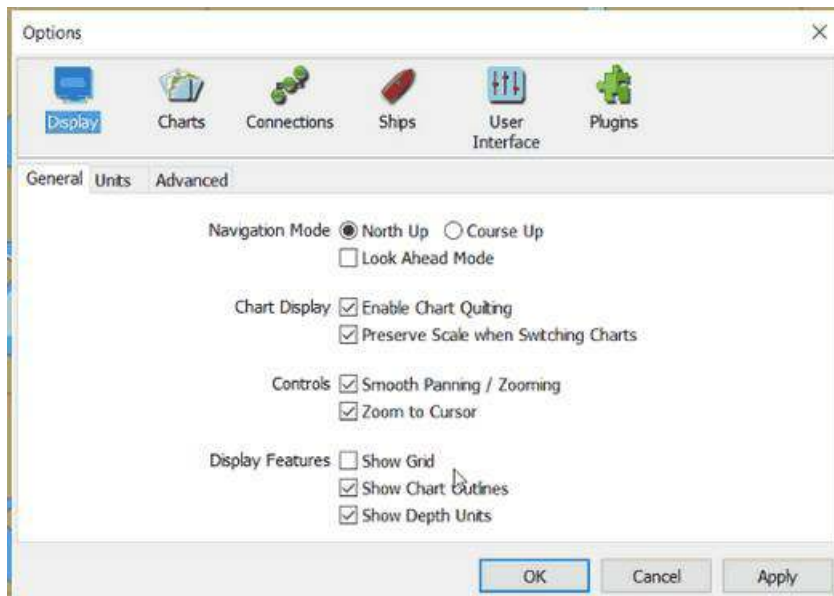 Options
Display Charts Connections Ships User Interface Plugins
General Units Advanced
Navigation Mode North Up Course Up
Look Ahead Mode
Chart Display Enable Chart Quilting
Preserve Scale when Switching Charts
Controls Smooth Panning / Zooming
Zoom to Cursor
Display Features Show Grid
Show Chart Outlines
Show Depth Units
OK Cancel Apply